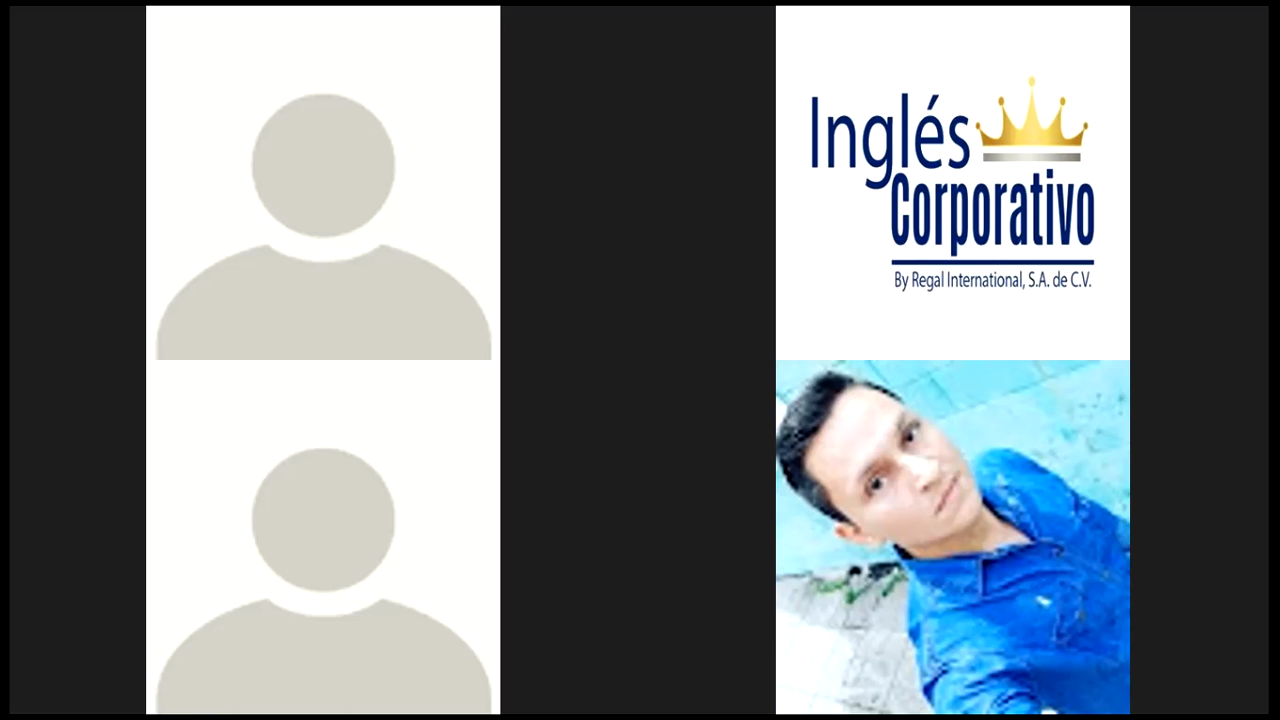 Inglés
Corporativo
By Regal International, S.A. de C.V.